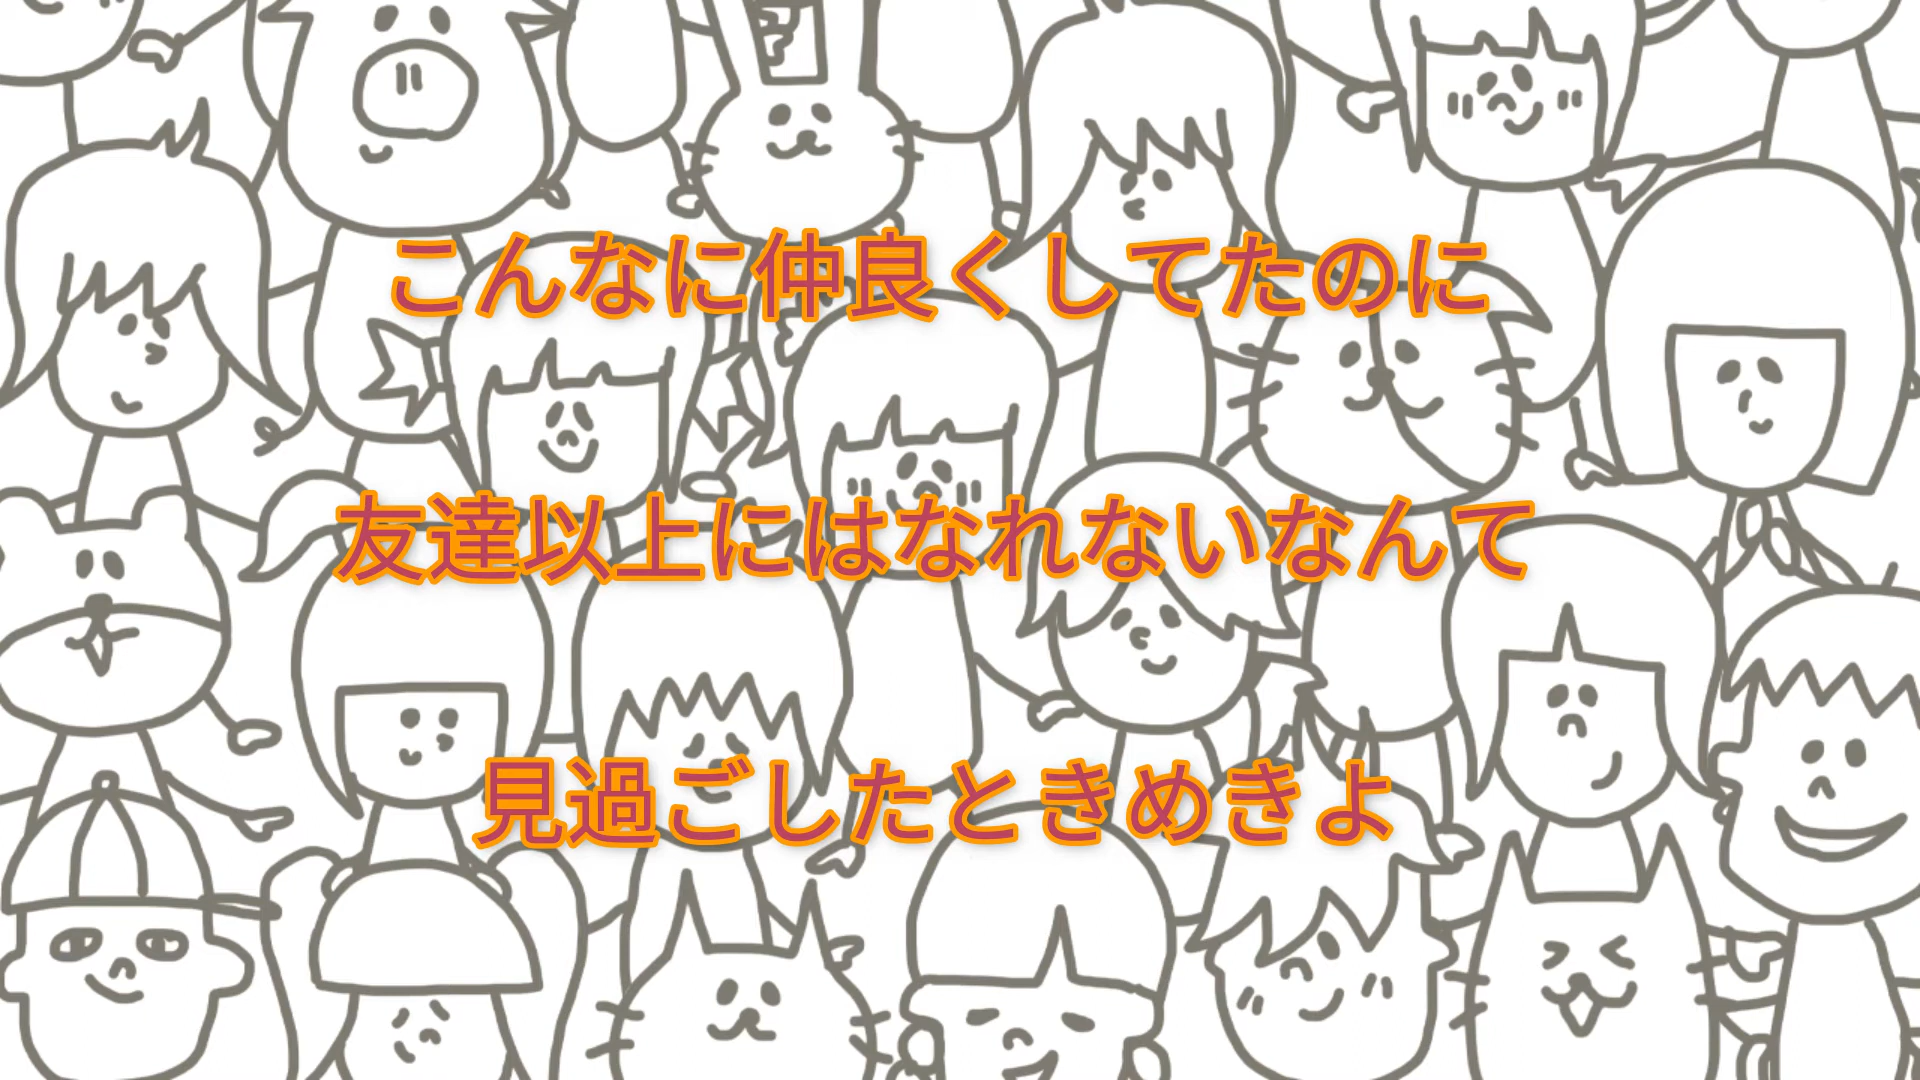 こんなに仲良くしてたのに
友達以上にはなれないなんて
見過ごしたときめきよ